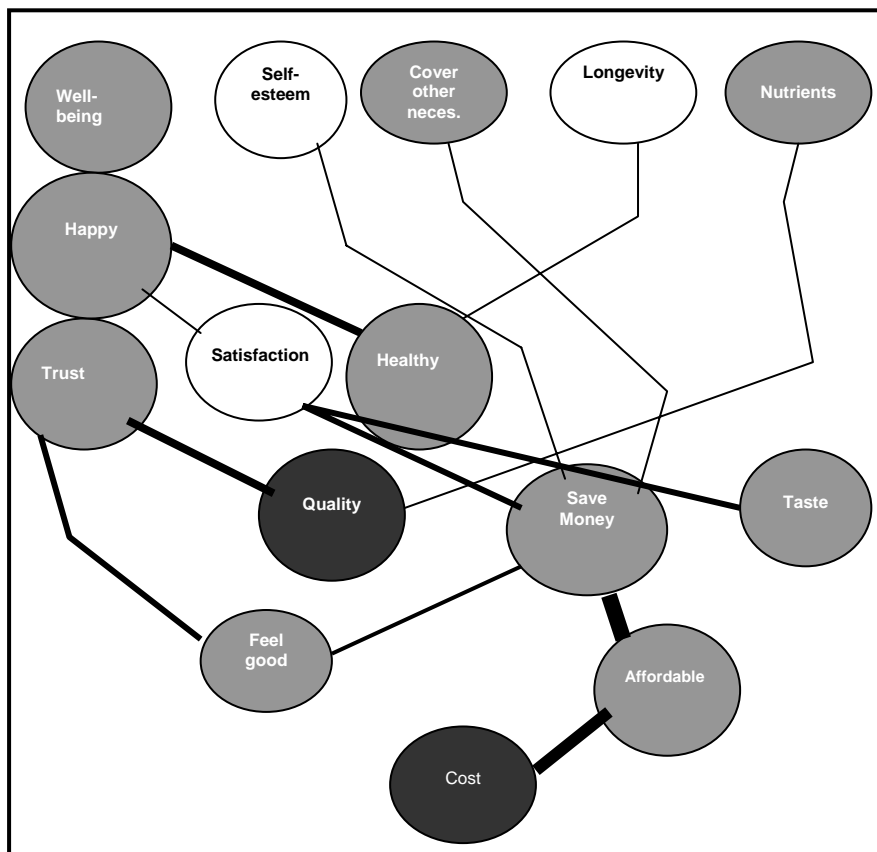 Well-
being
Self-
esteem
Cover
other
neces.
Longevity
Nutrients
Happy
Trust
Satisfaction
Healthy
Quality
Save
Money
Taste
Feel
good
Affordable
Cost